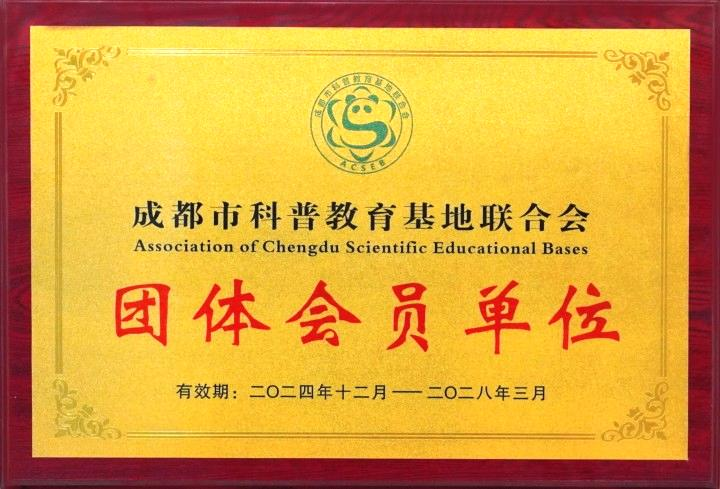 成都市科普教育基地联合会
ACSEB
成都市科普教育基地联合会
Association of Chengdu Scientific Educational Bases
团体会员单位
有效期：二〇二四年十二月——二〇二八年三月